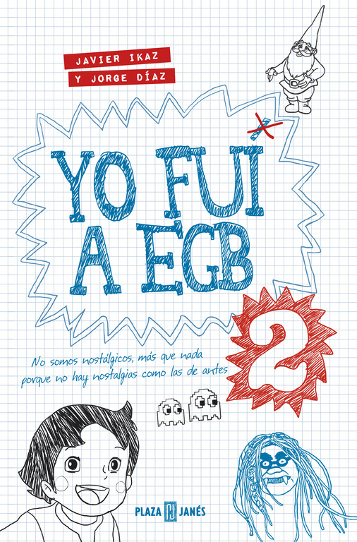 JAVIER IKAZ
Y JORGE DÍAZ
YO FUI
A EGB
2
No somos nostálgicos, más que nada
porque no hay nostalgias como las de antes
PLAZA JANÉS